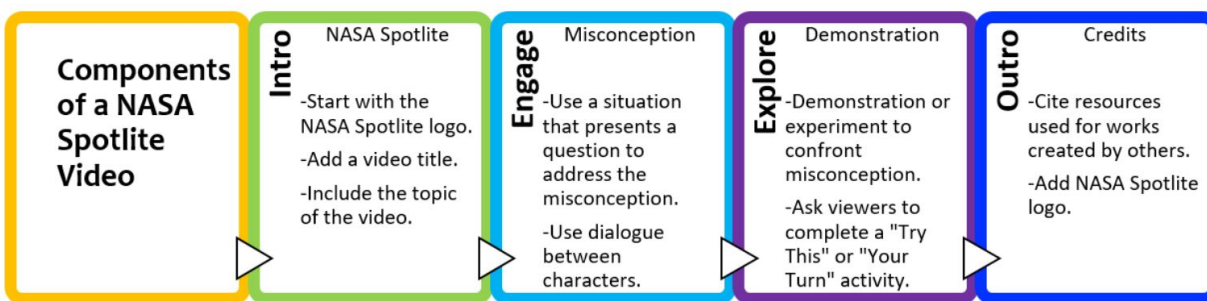 Components
of a NASA
Spotlite
Video
Intro
NASA Spotlite
-Start with the
NASA Spotlite logo.
-Add a video title.
-Include the topic
of the video.
Engage
Misconception
-Use a situation
that presents a
question to
address the
misconception.
-Use dialogue
between
characters.
Explore
Demonstration
-Demonstration or
experiment to
confront
misconception.
-Ask viewers to
complete a "Try
This" or "Your
Turn" activity.
Outro
Credits
-Cite resources
used for works
created by others.
-Add NASA Spotlite
logo.